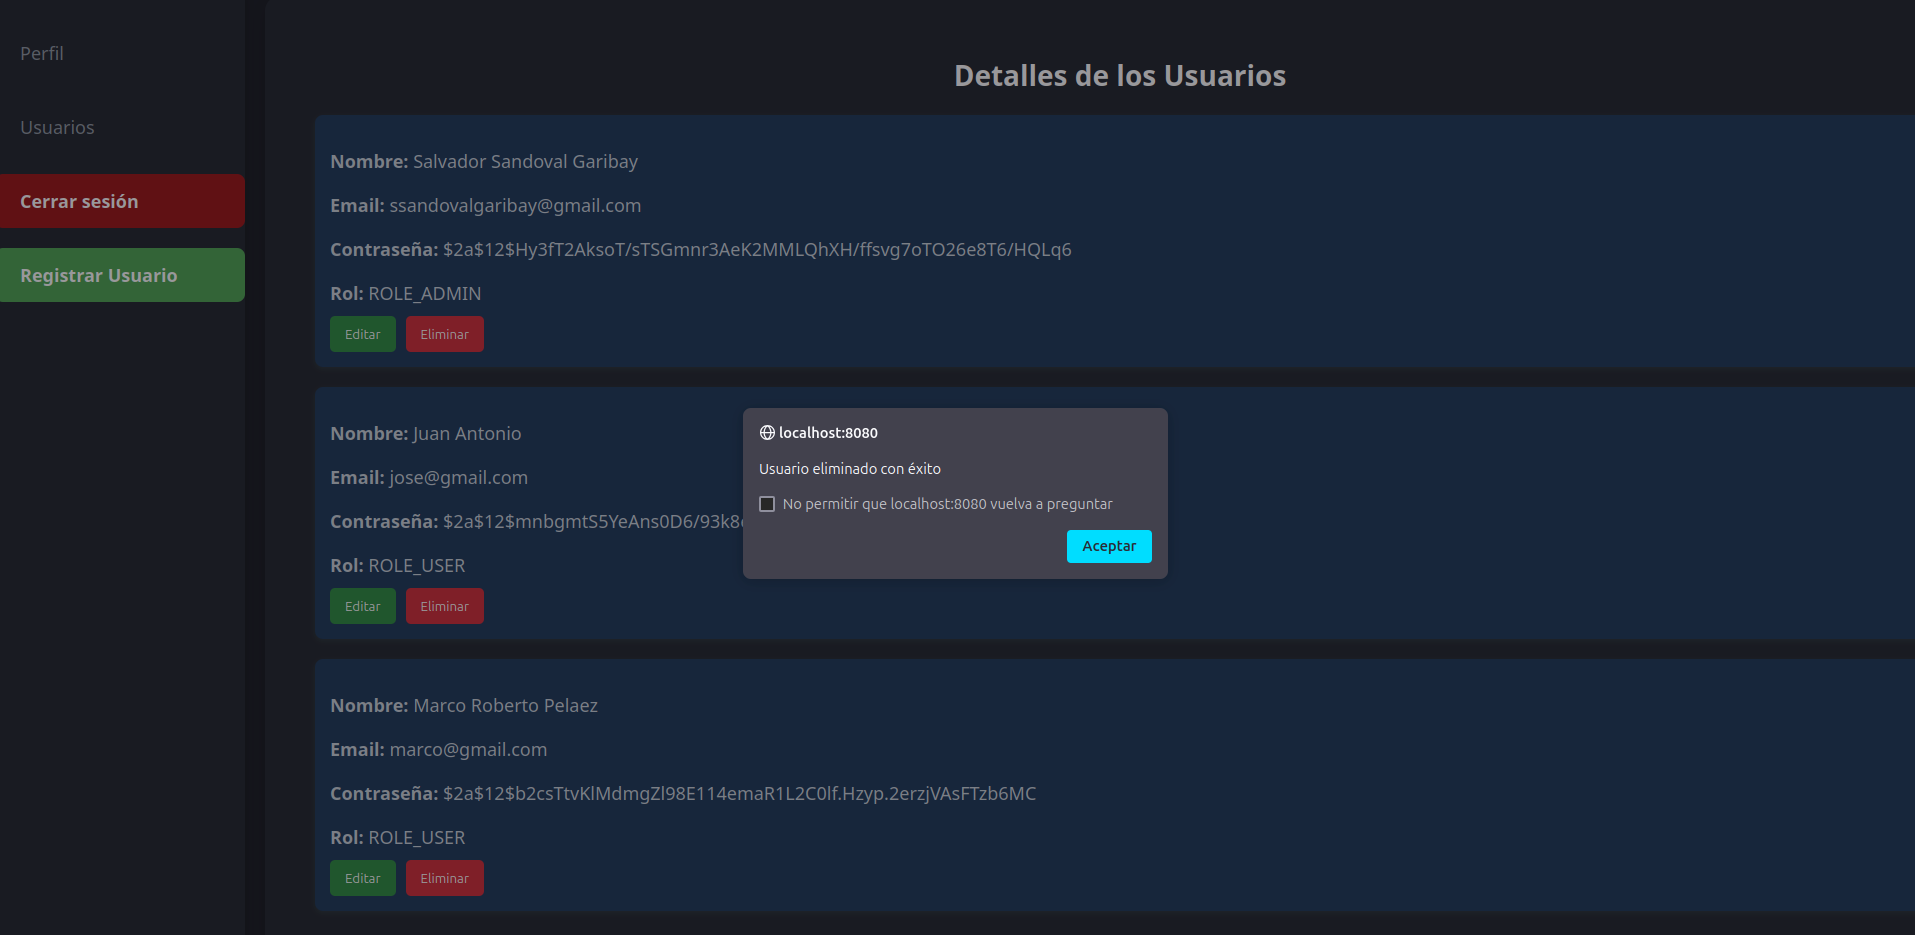 Perfil
Usuarios
Cerrar sesión
Registrar Usuario
Detalles de los Usuarios
Nombre: Salvador Sandoval Garibay
Email: ssandovalgaribay@gmail.com
Contraseña: $2a$12$Hy3fT2AksoT/sTSGmnr3AeK2MMLQhXH/ffsvg7oTO26e8T6/HQLq6
Rol: ROLE_ADMIN
Editar Eliminar
Nombre: Juan Antonio
Email: jose@gmail.com
Contraseña: $2a$12$mnbgmtS5YeAns0D6/93k8
Rol: ROLE_USER
Editar Eliminar
localhost:8080
Usuario eliminado con éxito
No permitir que localhost:8080 vuelva a preguntar
Aceptar
Nombre: Marco Roberto Pelaez
Email: marco@gmail.com
Contraseña: $2a$12$b2csTtvKlMdmgZl98E114emaR1L2C0lf.Hzyp.2erzjVAsFTzb6MC
Rol: ROLE_USER
Editar Eliminar